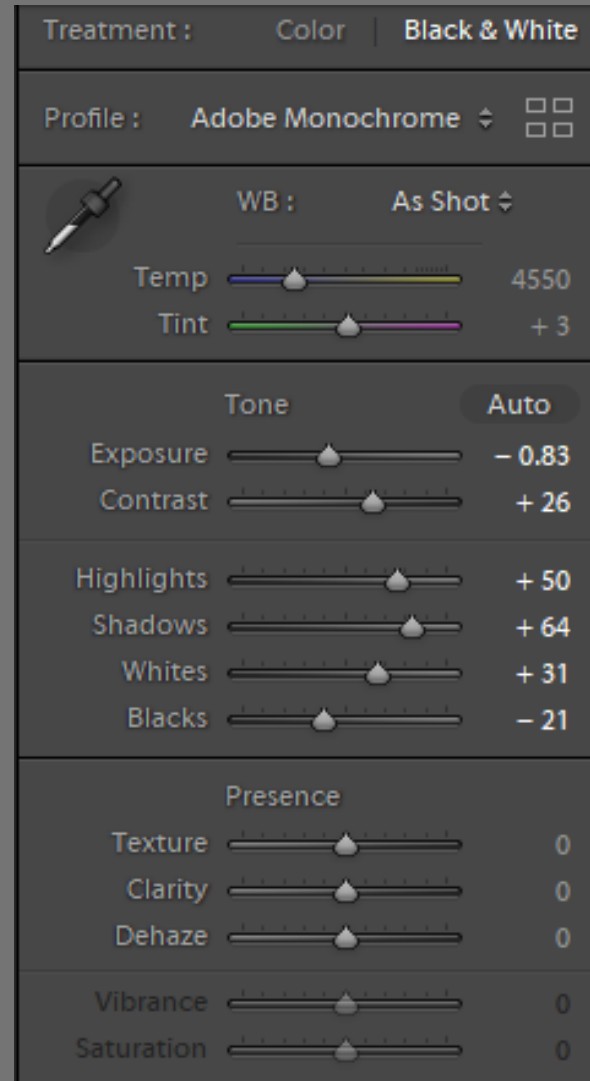 Treatment : Color | Black & White
Profile : Adobe Monochrome
WB : As Shot
Temp 4550
Tint + 3
Tone Auto
Exposure − 0.83
Contrast + 26
Highlights + 50
Shadows + 64
Whites + 31
Blacks − 21
Presence
Texture 0
Clarity 0
Dehaze 0
Vibrance 0
Saturation 0